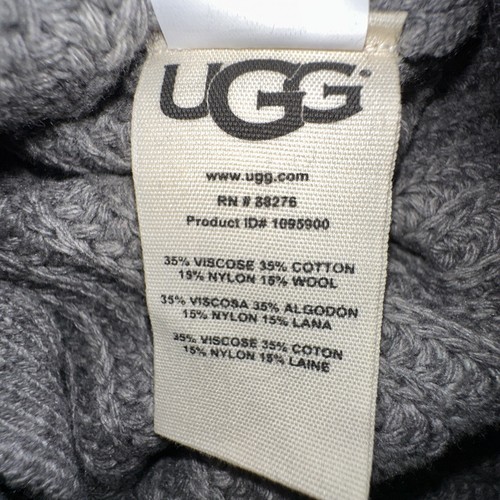 UGG®
www.ugg.com
RN # 88276
Product ID# 1095900
35% VISCOSE 35% COTTON
15% NYLON 15% WOOL
35% VISCOSA 35% ALGODÓN
15% NYLON 15% LANA
35% VISCOSE 35% COTON
15% NYLON 15% LAINE